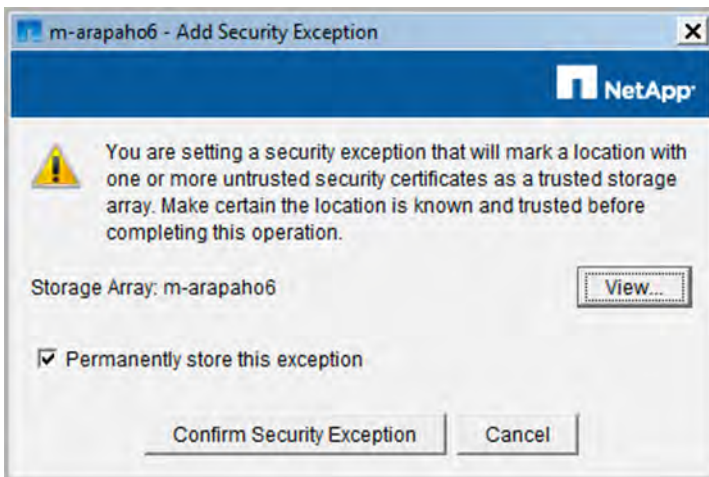 m-arapaho6 - Add Security Exception
NetApp
You are setting a security exception that will mark a location with
one or more untrusted security certificates as a trusted storage
array. Make certain the location is known and trusted before
completing this operation.
Storage Array: m-arapaho6
View...
Permanently store this exception
Confirm Security Exception
Cancel